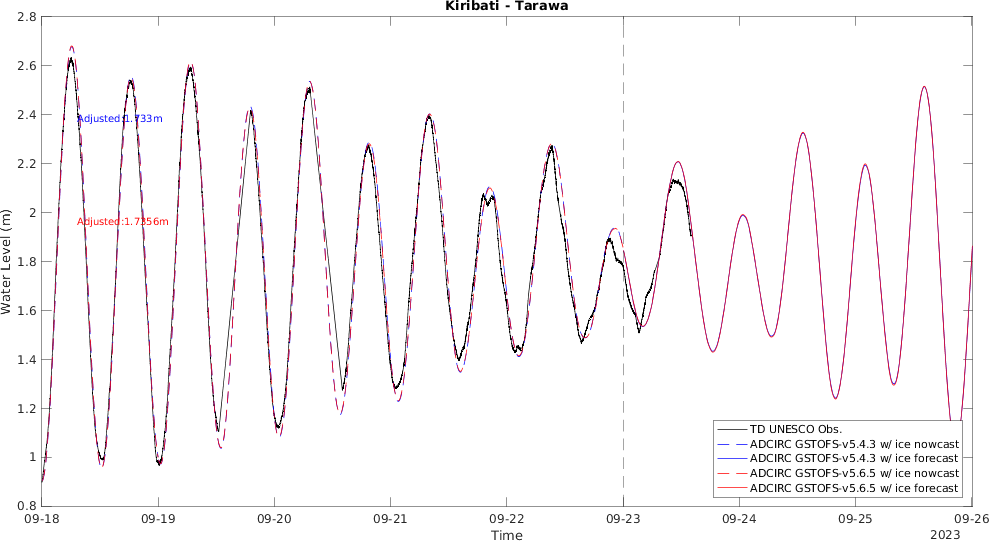 Kiribati - Tarawa
2.8
2.6
2.4
2.2
2
1.8
1.6
1.4
1.2
1
0.8
Water Level (m)
Adjusted:1.733m
Adjusted:1.7356m
TD UNESCO Obs.
ADCIRC GSTOFS-v5.4.3 w/ ice nowcast
ADCIRC GSTOFS-v5.4.3 w/ ice forecast
ADCIRC GSTOFS-v5.6.5 w/ ice nowcast
ADCIRC GSTOFS-v5.6.5 w/ ice forecast
09-18 09-19 09-20 09-21 09-22 09-23 09-24 09-25 09-26
Time
2023